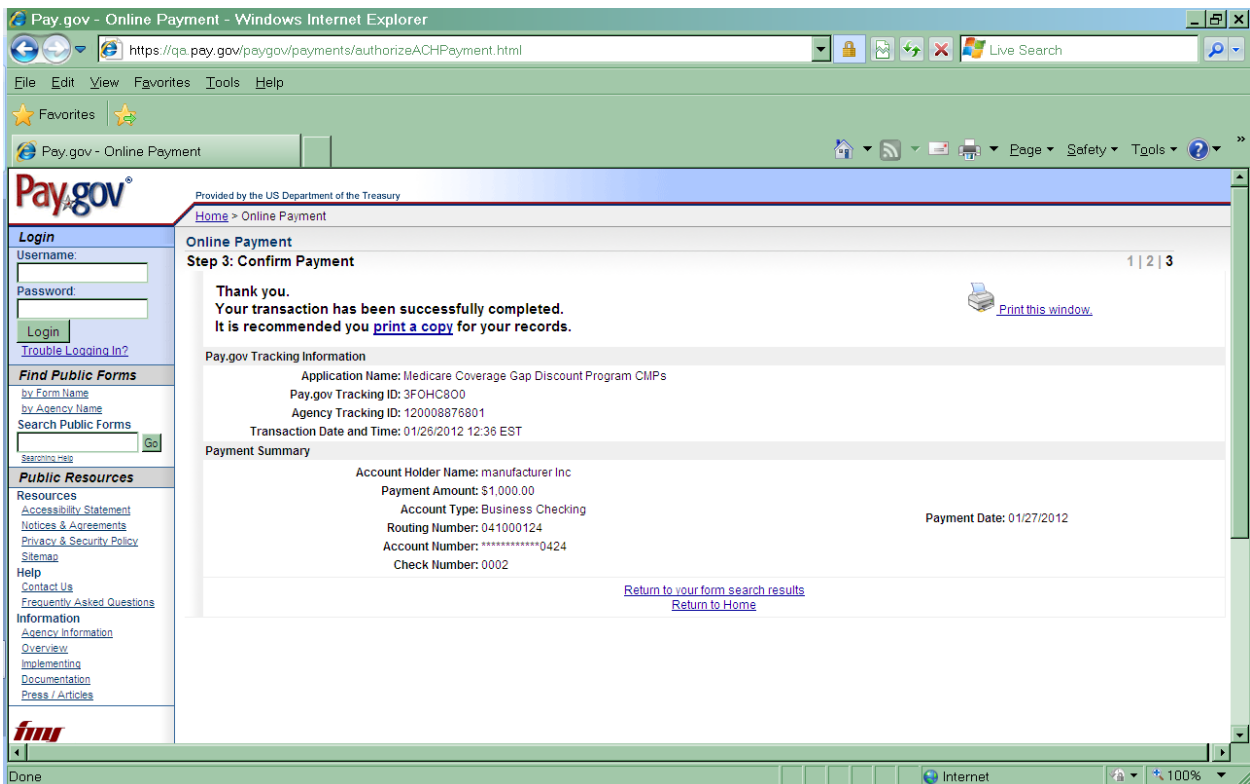 Pay.gov - Online Payment - Windows Internet Explorer
https://qa.pay.gov/paygov/payments/authorizeACHPayment.html
Live Search
File Edit View Favorites Tools Help
Favorites
Pay.gov - Online Payment
Page Safety Tools
Pay.gov®
Provided by the US Department of the Treasury
Home > Online Payment
Login
Username:
Password:
Login
Trouble Logging In?
Find Public Forms
by Form Name
by Agency Name
Search Public Forms
Go
Searching Help
Public Resources
Resources
Accessibility Statement
Notices & Agreements
Privacy & Security Policy
Sitemap
Help
Contact Us
Frequently Asked Questions
Information
Agency Information
Overview
Implementing
Documentation
Press / Articles
Online Payment
Step 3: Confirm Payment
1 | 2 | 3
Thank you.
Your transaction has been successfully completed.
It is recommended you print a copy for your records.
Print this window.
Pay.gov Tracking Information
Application Name: Medicare Coverage Gap Discount Program CMPs
Pay.gov Tracking ID: 3FOHC8O0
Agency Tracking ID: 120008876801
Transaction Date and Time: 01/26/2012 12:36 EST
Payment Summary
Account Holder Name: manufacturer Inc
Payment Amount: $1,000.00
Account Type: Business Checking
Routing Number: 041000124
Account Number: ************0424
Check Number: 0002
Payment Date: 01/27/2012
Return to your form search results
Return to Home
Done
Internet
100%